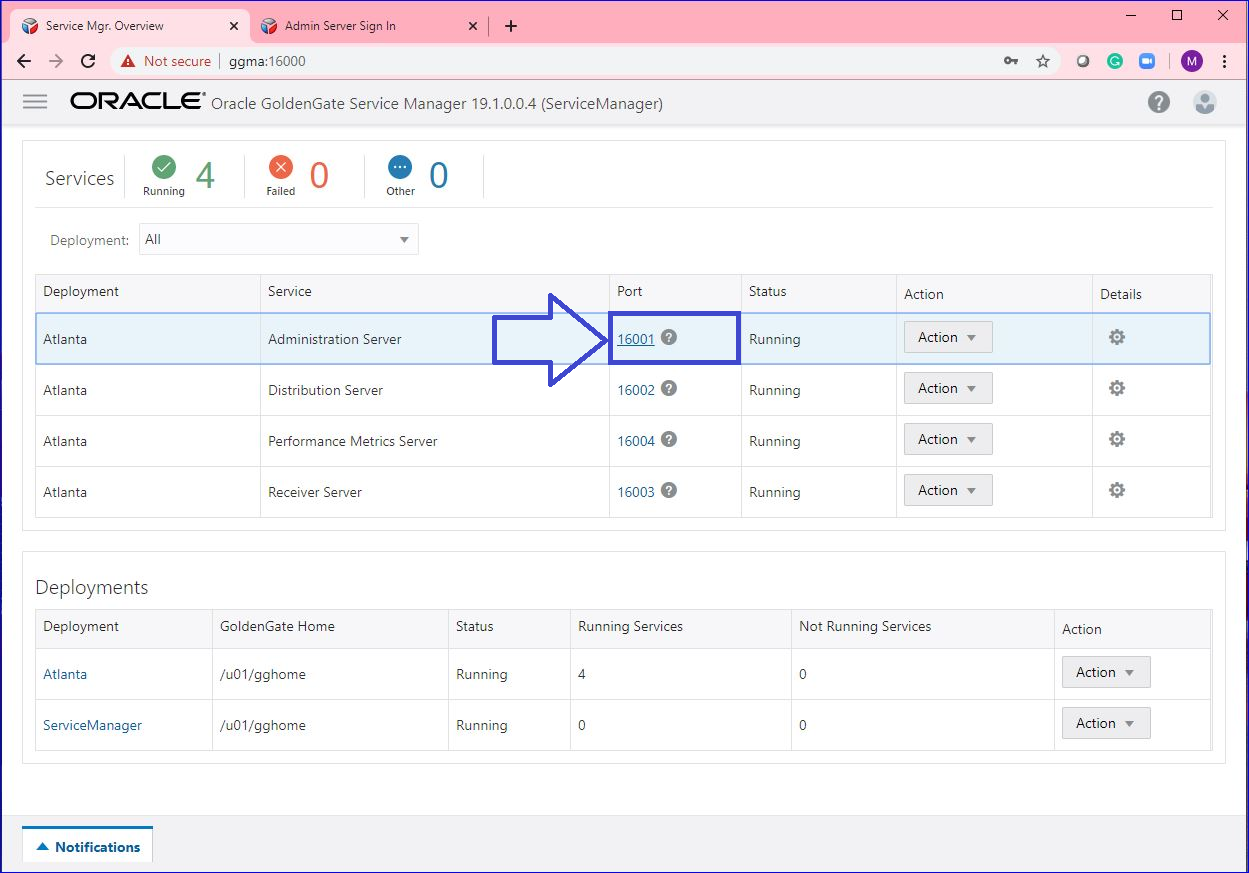 Service Mgr. Overview
Admin Server Sign In
Not secure ggma:16000
M
ORACLE® Oracle GoldenGate Service Manager 19.1.0.0.4 (ServiceManager)
Services Running 4 Failed 0 Other 0
Deployment: All
Deployment Service Port Status Action Details
Atlanta Administration Server 16001 Running Action
Atlanta Distribution Server 16002 Running Action
Atlanta Performance Metrics Server 16004 Running Action
Atlanta Receiver Server 16003 Running Action
Deployments
Deployment GoldenGate Home Status Running Services Not Running Services Action
Atlanta /u01/gghome Running 4 0 Action
ServiceManager /u01/gghome Running 0 0 Action
Notifications